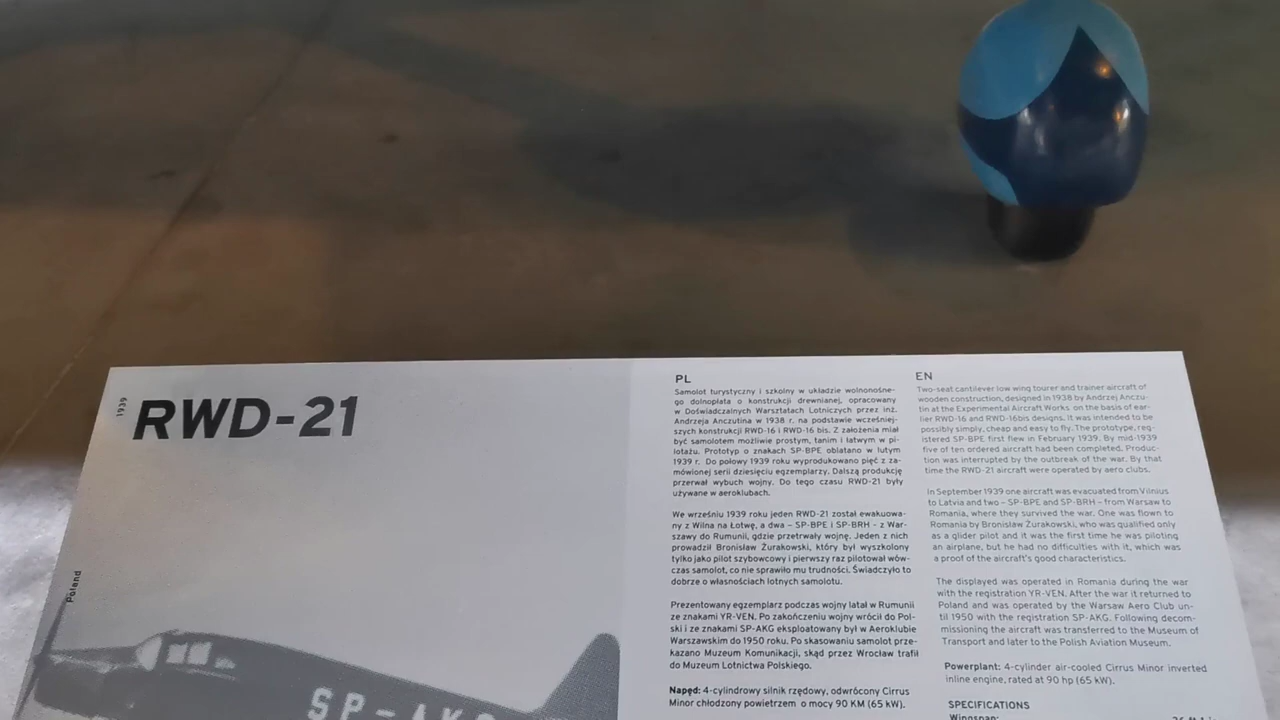 1939
RWD-21
Poland
SP-AKG
PL
Samolot turystyczny i szkolny w układzie wolnonośne-
go dolnopłata o konstrukcji drewnianej, opracowany
w Doświadczalnych Warsztatach Lotniczych przez inż.
Andrzeja Anczutina w 1938 r. na podstawie wcześniej-
szych konstrukcji RWD-16 i RWD-16 bis. Z założenia miał
być samolotem możliwie prostym, tanim i łatwym w pi-
lotażu. Prototyp o znakach SP-BPE oblatano w lutym
1939 r. Do połowy 1939 roku wyprodukowano pięć z za-
mówionej serii dziesięciu egzemplarzy. Dalszą produkcję
przerwał wybuch wojny. Do tego czasu RWD-21 były
używane w aeroklubach.
We wrześniu 1939 roku jeden RWD-21 został ewakuowa-
ny z Wilna na Łotwę, a dwa – SP-BPE i SP-BRH - z War-
szawy do Rumunii, gdzie przetrwały wojnę. Jeden z nich
prowadził Bronisław Żurakowski, który był wyszkolony
tylko jako pilot szybowcowy i pierwszy raz pilotował wów-
czas samolot, co nie sprawiło mu trudności. Świadczyło to
dobrze o własnościach lotnych samolotu.
Prezentowany egzemplarz podczas wojny latał w Rumunii
ze znakami YR-VEN. Po zakończeniu wojny wrócił do Pol-
ski i ze znakami SP-AKG eksploatowany był w Aeroklubie
Warszawskim do 1950 roku. Po skasowaniu samolot prze-
kazano Muzeum Komunikacji, skąd przez Wrocław trafił
do Muzeum Lotnictwa Polskiego.
Napęd: 4-cylindrowy silnik rzędowy, odwrócony Cirrus
Minor chłodzony powietrzem o mocy 90 KM (65 kW).
EN
Two-seat cantilever low wing tourer and trainer aircraft of
wooden construction, designed in 1938 by Andrzej Anczu-
tin at the Experimental Aircraft Works on the basis of ear-
lier RWD-16 and RWD-16bis designs. It was intended to be
possibly simply, cheap and easy to fly. The prototype, reg-
istered SP-BPE first flew in February 1939. By mid-1939
five of ten ordered aircraft had been completed. Produc-
tion was interrupted by the outbreak of the war. By that
time the RWD-21 aircraft were operated by aero clubs.
In September 1939 one aircraft was evacuated from Vilnius
to Latvia and two – SP-BPE and SP-BRH – from Warsaw to
Romania, where they survived the war. One was flown to
Romania by Bronisław Żurakowski, who was qualified only
as a glider pilot and it was the first time he was piloting
an airplane, but he had no difficulties with it, which was
a proof of the aircraft's good characteristics.
The displayed was operated in Romania during the war
with the registration YR-VEN. After the war it returned to
Poland and was operated by the Warsaw Aero Club un-
til 1950 with the registration SP-AKG. Following decom-
missioning the aircraft was transferred to the Museum of
Transport and later to the Polish Aviation Museum.
Powerplant: 4-cylinder air-cooled Cirrus Minor inverted
inline engine, rated at 90 hp (65 kW).
SPECIFICATIONS
Wingspan: